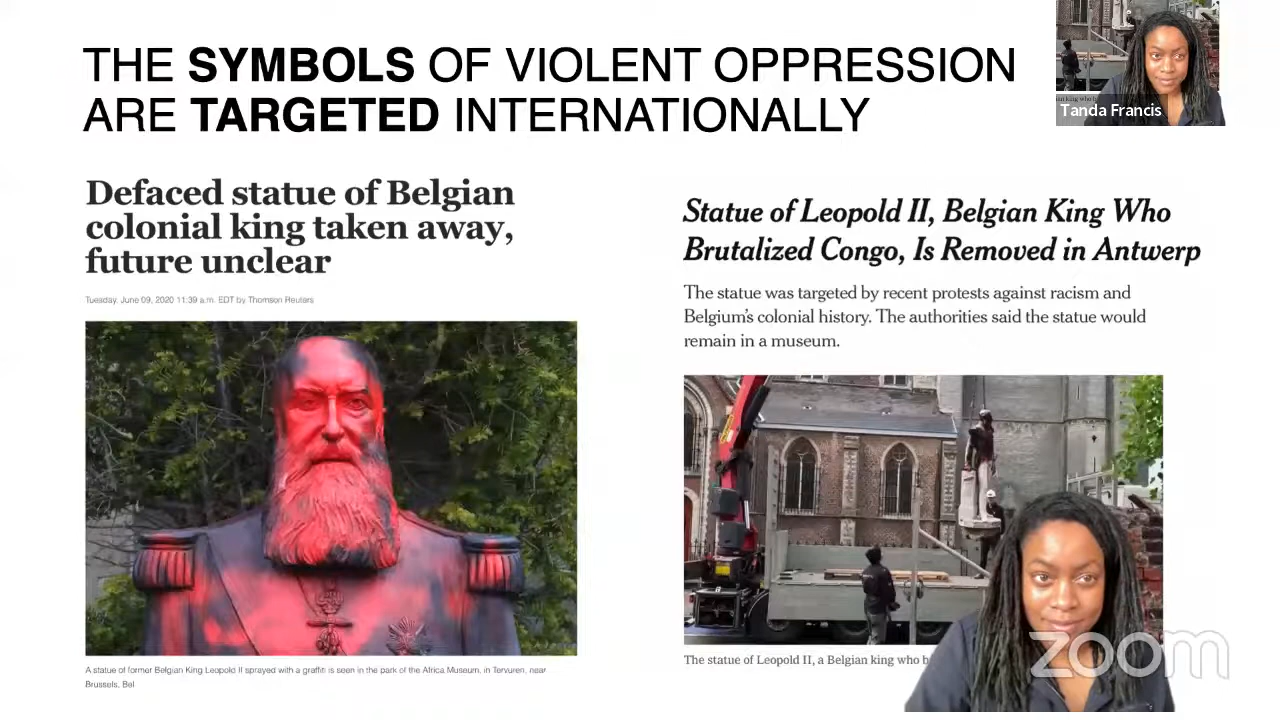 THE SYMBOLS OF VIOLENT OPPRESSION
ARE TARGETED INTERNATIONALLY
Tanda Francis
Defaced statue of Belgian
colonial king taken away,
future unclear
Tuesday, June 09, 2020 11:39 a.m. EDT by Thomson Reuters
A statue of former Belgian King Leopold II sprayed with a graffiti is seen in the park of the Africa Museum, in Tervuren, near
Brussels, Bel
Statue of Leopold II, Belgian King Who
Brutalized Congo, Is Removed in Antwerp
The statue was targeted by recent protests against racism and
Belgium's colonial history. The authorities said the statue would
remain in a museum.
The statue of Leopold II, a Belgian king who b
zoom